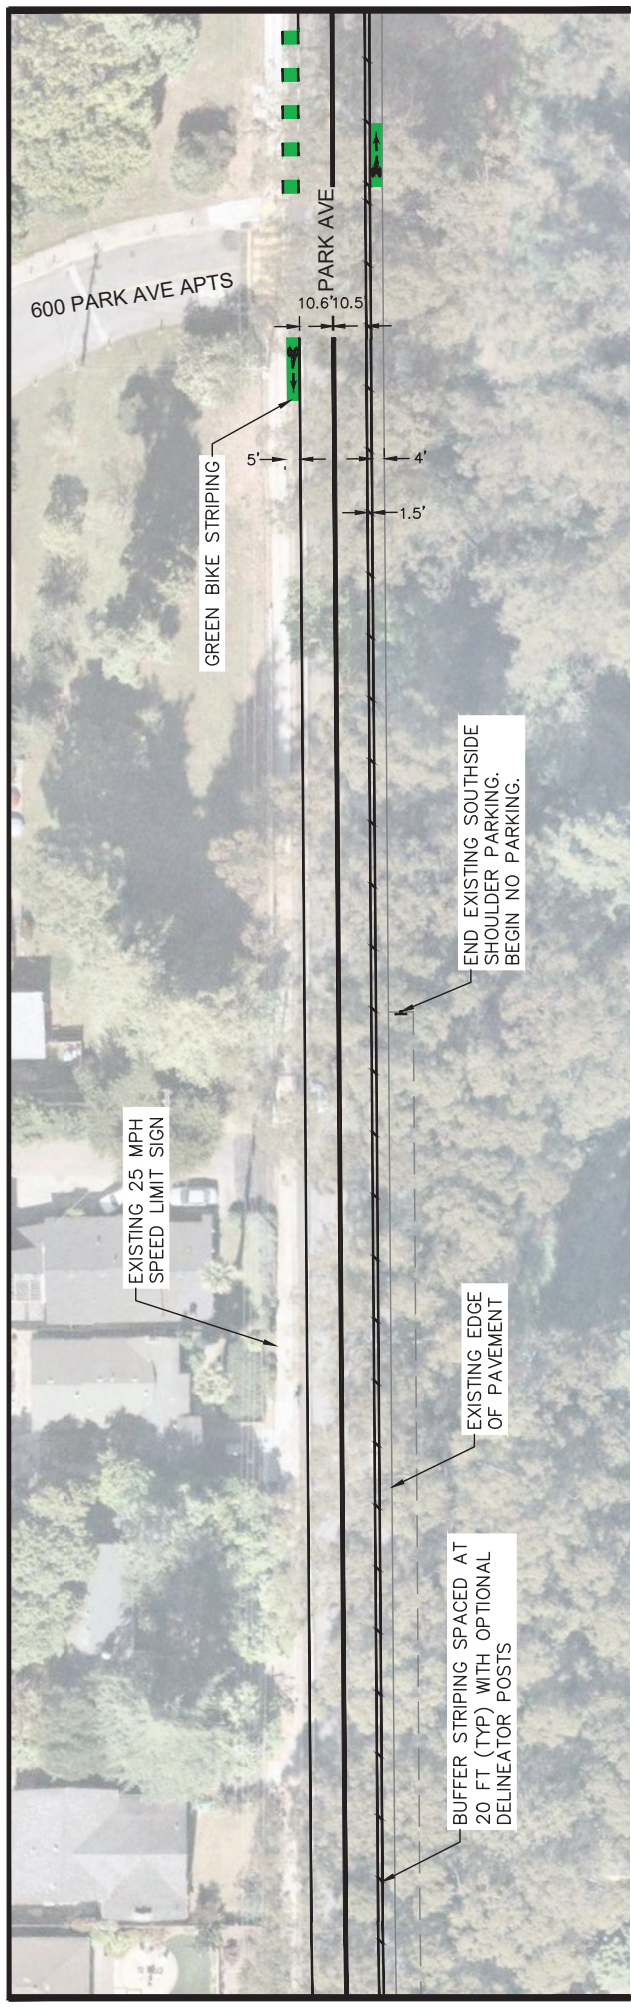 600 PARK AVE APTS
PARK AVE
10.6'
10.5'
GREEN BIKE STRIPING
5'
4'
1.5'
END EXISTING SOUTHSIDE
SHOULDER PARKING.
BEGIN NO PARKING.
EXISTING 25 MPH
SPEED LIMIT SIGN
EXISTING EDGE
OF PAVEMENT
BUFFER STRIPING SPACED AT
20 FT (TYP) WITH OPTIONAL
DELINEATOR POSTS